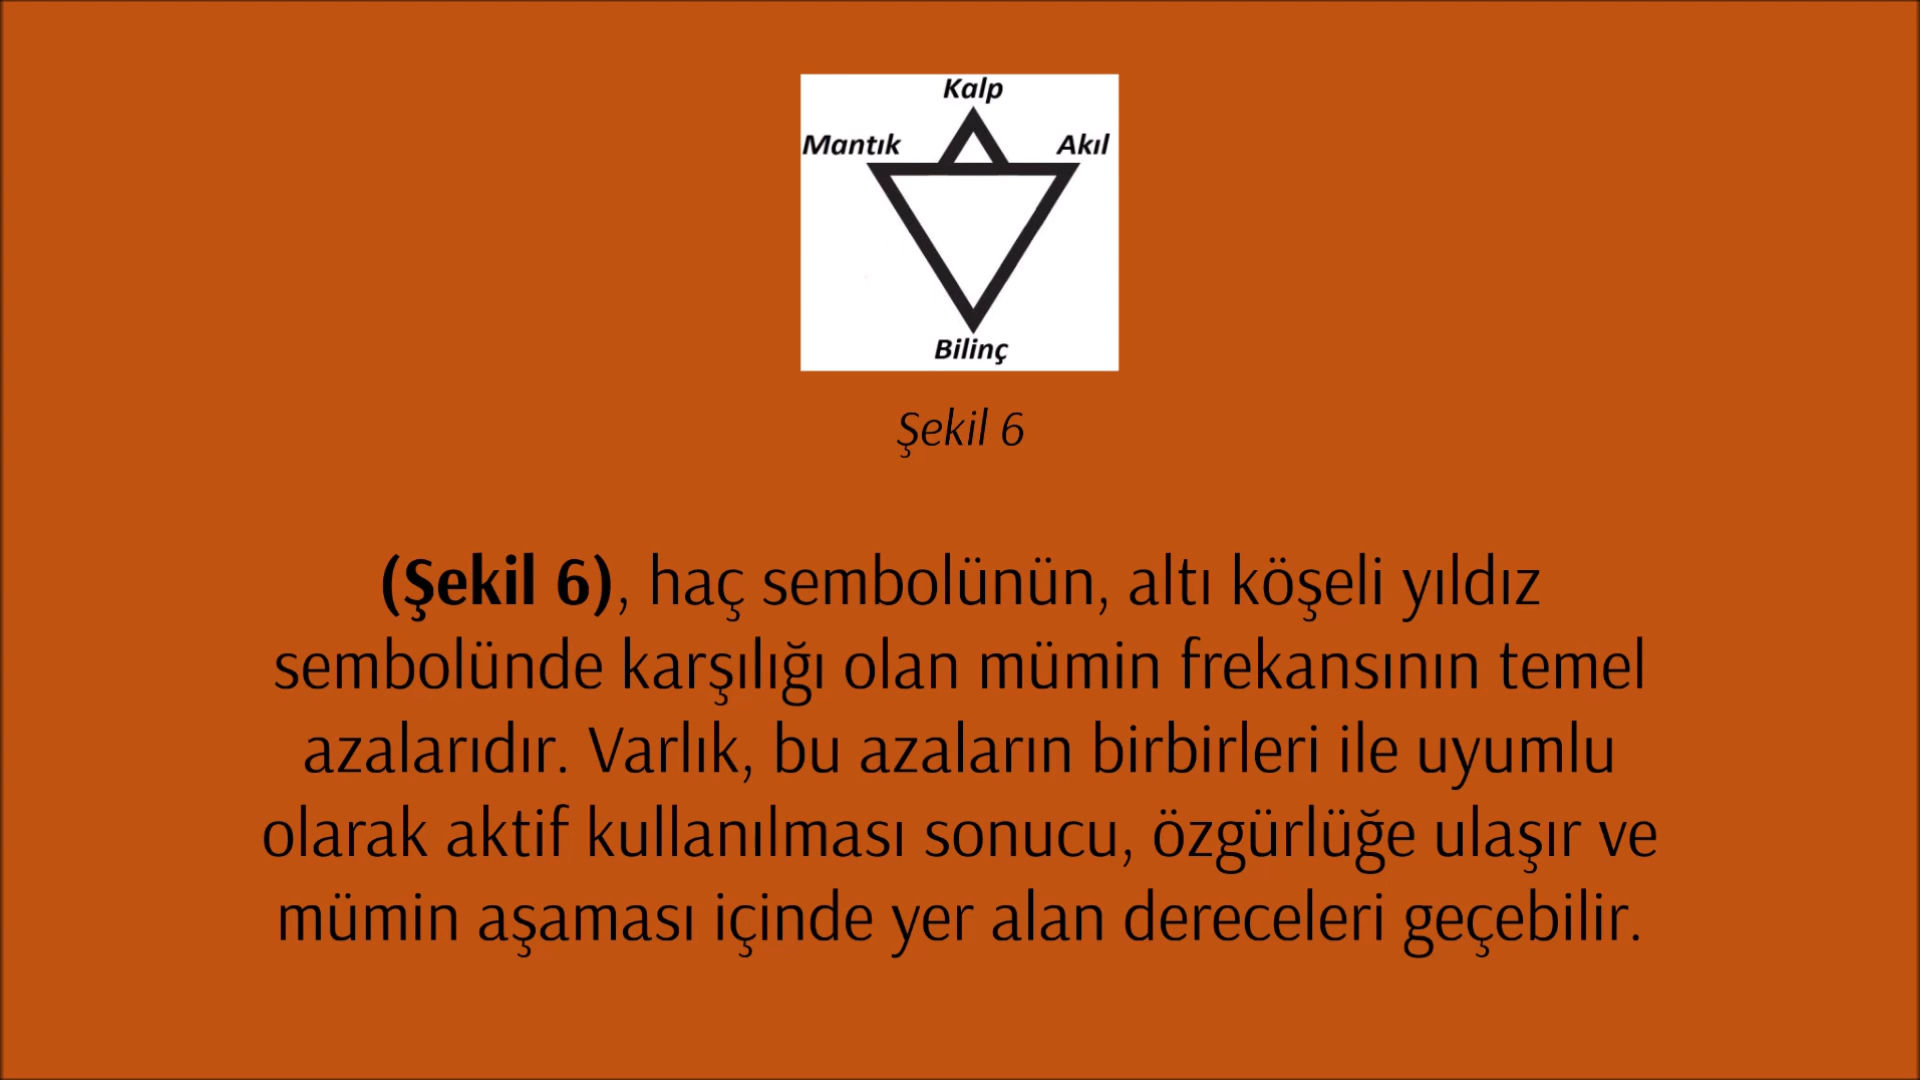 Kalp
Mantık Akıl
Bilinç
Şekil 6
(Şekil 6), haç sembolünün, altı köşeli yıldız
sembolünde karşılığı olan mümin frekansının temel
azalarıdır. Varlık, bu azaların birbirleri ile uyumlu
olarak aktif kullanılması sonucu, özgürlüğe ulaşır ve
mümin aşaması içinde yer alan dereceleri geçebilir.